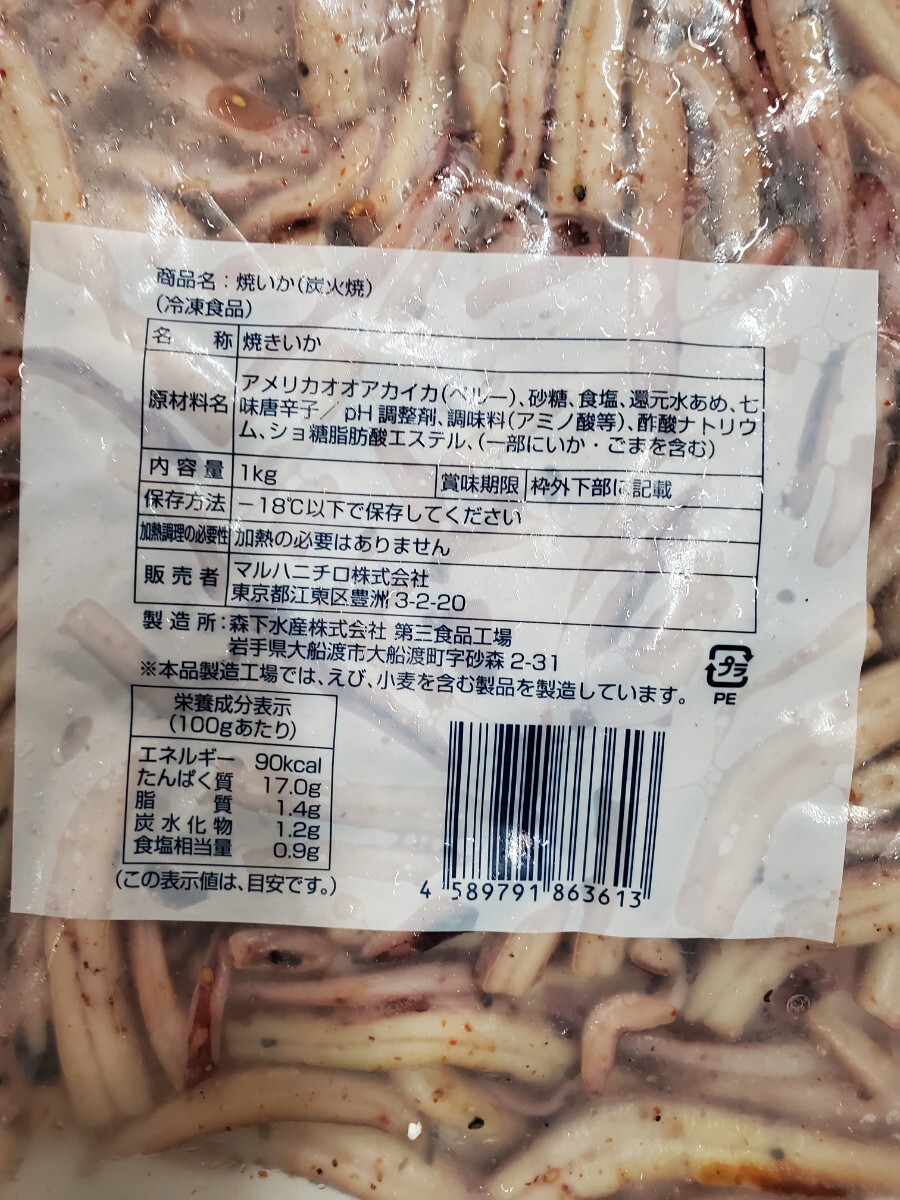 商品名:焼いか(炭火焼)
(冷凍食品)
名称 焼きいか
原材料名 アメリカオオアカイカ(ペルー)、砂糖、食塩、還元水あめ、七
味唐辛子/pH調整剤、調味料(アミノ酸等)、酢酸ナトリウ
ム、ショ糖脂肪酸エステル、(一部にいか・ごまを含む)
内容量 1kg 賞味期限 枠外下部に記載
保存方法 -18℃以下で保存してください
加熱調理の必要性 加熱の必要はありません
販売者 マルハニチロ株式会社
東京都江東区豊洲3-2-20
製造所:森下水産株式会社 第三食品工場
岩手県大船渡市大船渡町字砂森2-31
※本品製造工場では、えび、小麦を含む製品を製造しています。
プラ
PE
栄養成分表示
(100gあたり)
エネルギー 90kcal
たんぱく質 17.0g
脂質 1.4g
炭水化物 1.2g
食塩相当量 0.9g
(この表示値は、目安です。)
4 589791 863613